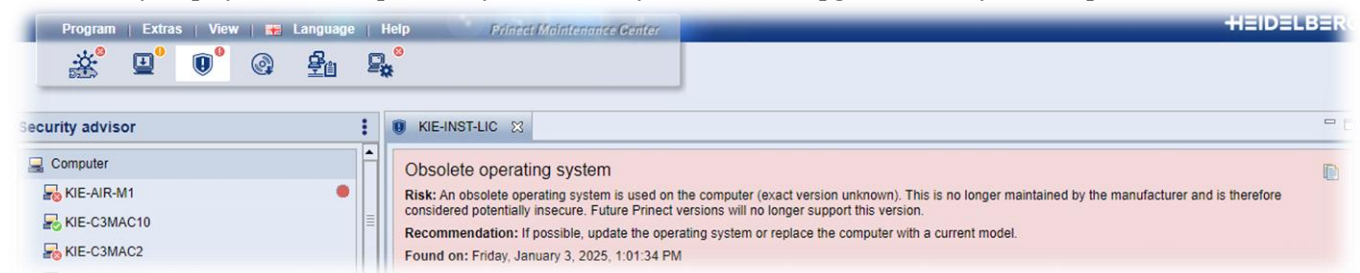 Program | Extras | View | Language | Help
Prinect Maintenance Center
HEIDELBERG
Security advisor
KIE-INST-LIC
Computer
KIE-AIR-M1
KIE-C3MAC10
KIE-C3MAC2
Obsolete operating system
Risk: An obsolete operating system is used on the computer (exact version unknown). This is no longer maintained by the manufacturer and is therefore
considered potentially insecure. Future Prinect versions will no longer support this version.
Recommendation: If possible, update the operating system or replace the computer with a current model.
Found on: Friday, January 3, 2025, 1:01:34 PM